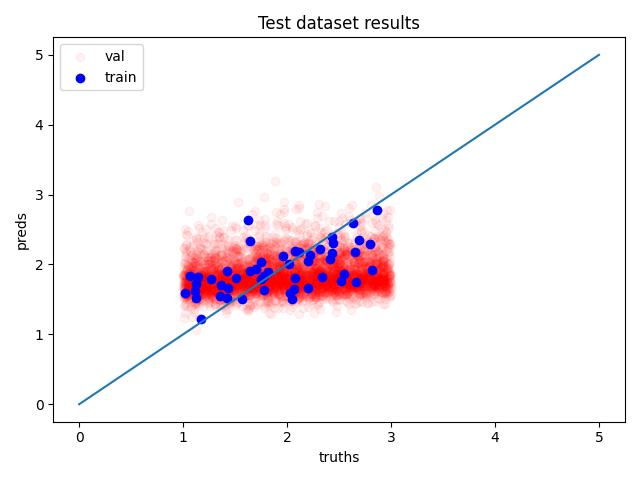 Test dataset results
val
train
preds
5
4
3
2
1
0
0 1 2 3 4 5
truths